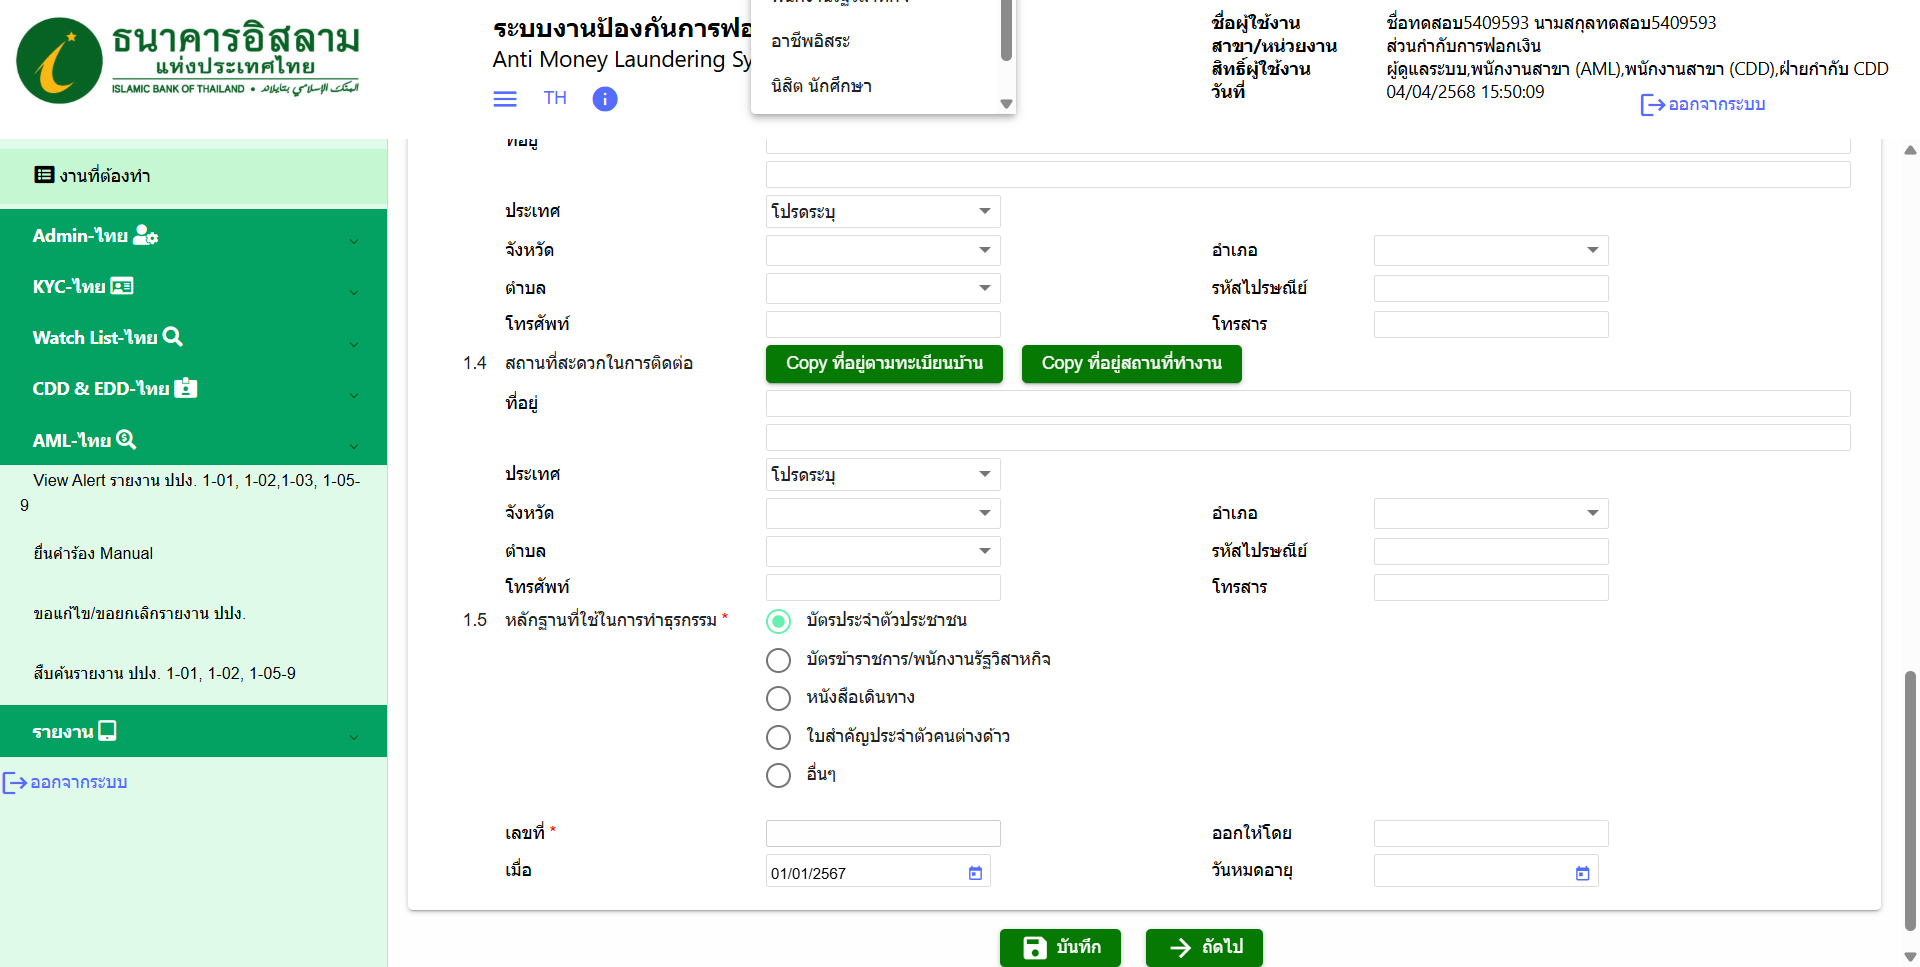 ธนาคารอิสลาม
แห่งประเทศไทย
ISLAMIC BANK OF THAILAND
ระบบงานป้องกันการฟอ
Anti Money Laundering Sy
TH
อาชีพอิสระ
นิสิต นักศึกษา
ชื่อผู้ใช้งาน ชื่อทดสอบ5409593 นามสกุลทดสอบ5409593
สาขา/หน่วยงาน ส่วนกำกับการฟอกเงิน
สิทธิ์ผู้ใช้งาน ผู้ดูแลระบบ,พนักงานสาขา (AML),พนักงานสาขา (CDD),ฝ่ายกำกับ CDD
วันที่ 04/04/2568 15:50:09
ออกจากระบบ
งานที่ต้องทำ
Admin-ไทย
KYC-ไทย
Watch List-ไทย
CDD & EDD-ไทย
AML-ไทย
View Alert รายงาน ปปง. 1-01, 1-02,1-03, 1-05-
9
ยื่นคำร้อง Manual
ขอแก้ไข/ขอยกเลิกรายงาน ปปง.
สืบค้นรายงาน ปปง. 1-01, 1-02, 1-05-9
รายงาน
ออกจากระบบ
ที่อยู่
ประเทศ โปรดระบุ
จังหวัด อำเภอ
ตำบล รหัสไปรษณีย์
โทรศัพท์ โทรสาร
1.4 สถานที่สะดวกในการติดต่อ Copy ที่อยู่ตามทะเบียนบ้าน Copy ที่อยู่สถานที่ทำงาน
ที่อยู่
ประเทศ โปรดระบุ
จังหวัด อำเภอ
ตำบล รหัสไปรษณีย์
โทรศัพท์ โทรสาร
1.5 หลักฐานที่ใช้ในการทำธุรกรรม * บัตรประจำตัวประชาชน
บัตรข้าราชการ/พนักงานรัฐวิสาหกิจ
หนังสือเดินทาง
ใบสำคัญประจำตัวคนต่างด้าว
อื่นๆ
เลขที่ * ออกให้โดย
เมื่อ 01/01/2567 วันหมดอายุ
บันทึก ถัดไป